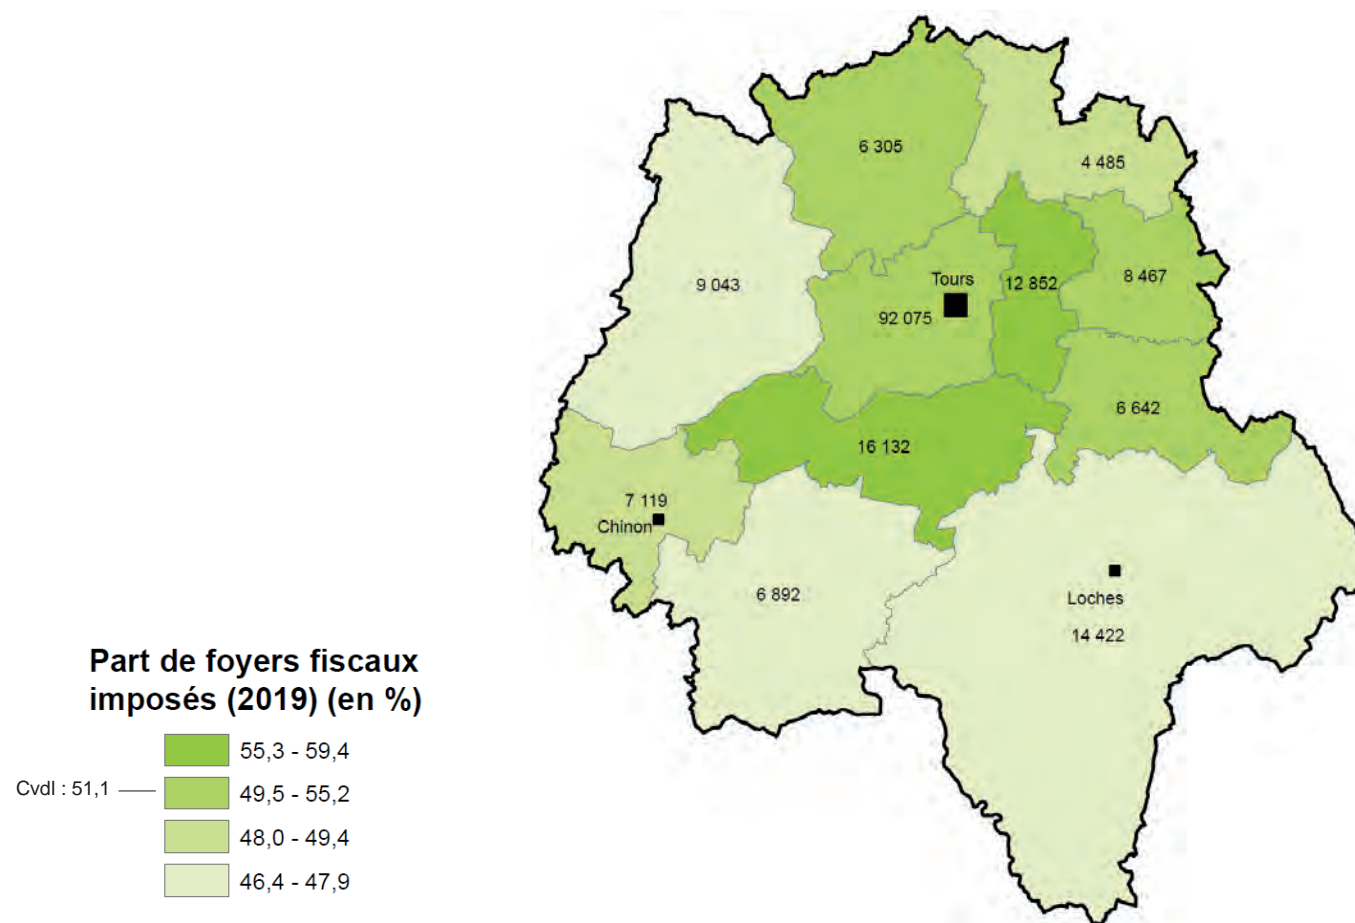 6 305
4 485
9 043
Tours
12 852
8 467
92 075
6 642
16 132
7 119
Chinon
6 892
Loches
14 422
Part de foyers fiscaux
imposés (2019) (en %)
55,3 - 59,4
Cvdl : 51,1
49,5 - 55,2
48,0 - 49,4
46,4 - 47,9